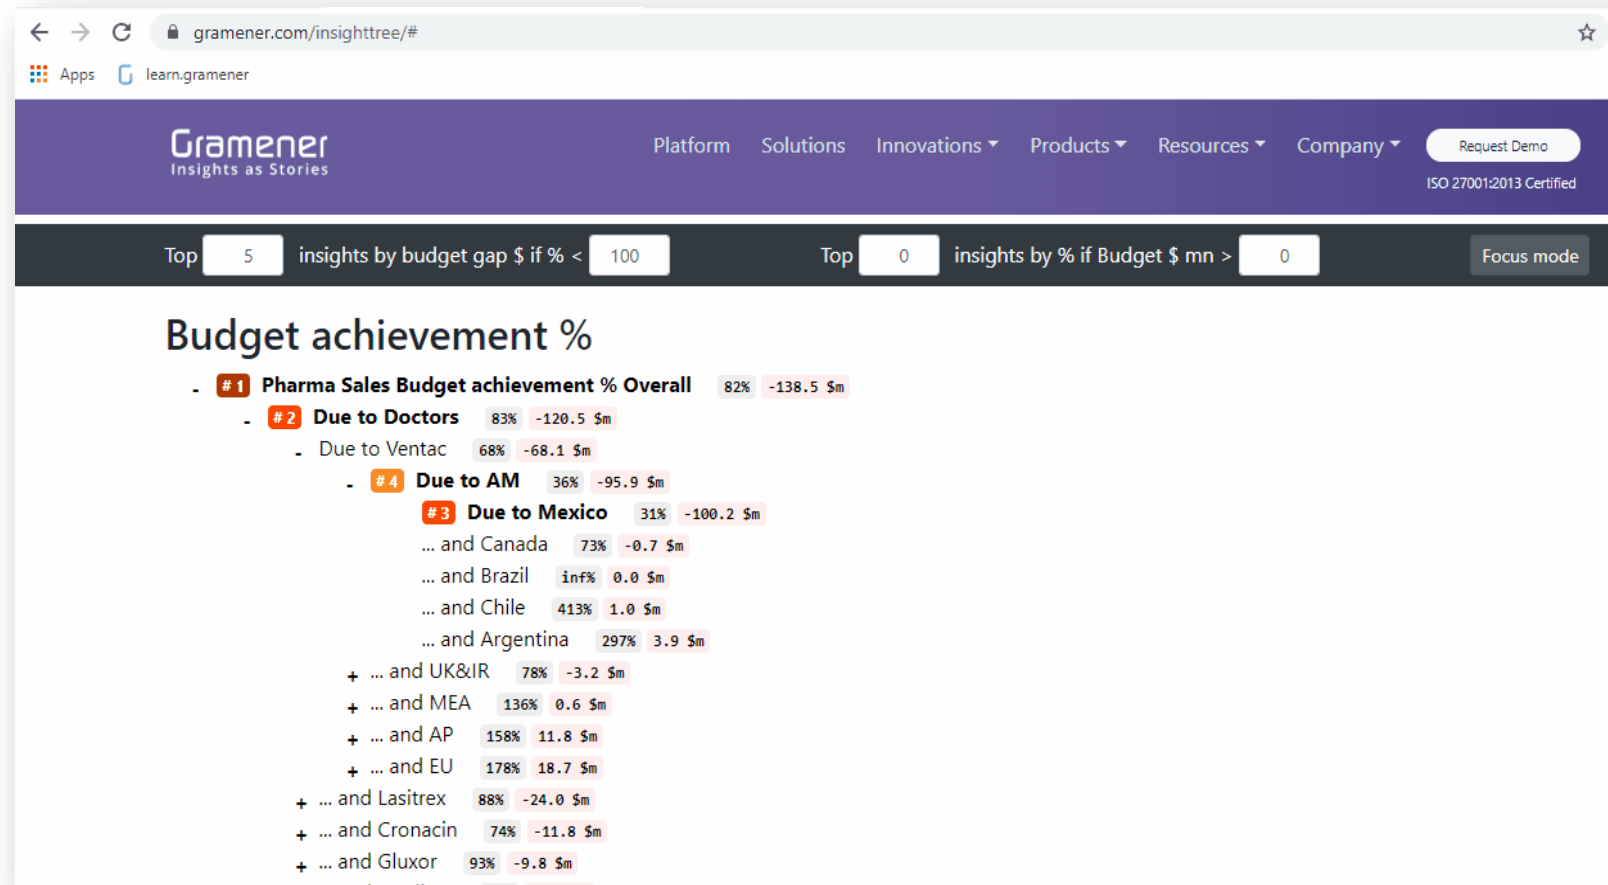 gramener.com/insighttree/#
Apps learn.gramener
Gramener
Insights as Stories
Platform Solutions Innovations Products Resources Company Request Demo
ISO 27001:2013 Certified
Top 5 insights by budget gap $ if % < 100 Top 0 insights by % if Budget $ mn > 0 Focus mode
Budget achievement %
- #1 Pharma Sales Budget achievement % Overall 82% -138.5 $m
- #2 Due to Doctors 83% -120.5 $m
- Due to Ventac 68% -68.1 $m
- #4 Due to AM 36% -95.9 $m
#3 Due to Mexico 31% -100.2 $m
... and Canada 73% -0.7 $m
... and Brazil inf% 0.0 $m
... and Chile 413% 1.0 $m
... and Argentina 297% 3.9 $m
+ ... and UK&IR 78% -3.2 $m
+ ... and MEA 136% 0.6 $m
+ ... and AP 158% 11.8 $m
+ ... and EU 178% 18.7 $m
+ ... and Lasitrex 88% -24.0 $m
+ ... and Cronacin 74% -11.8 $m
+ ... and Gluxor 93% -9.8 $m